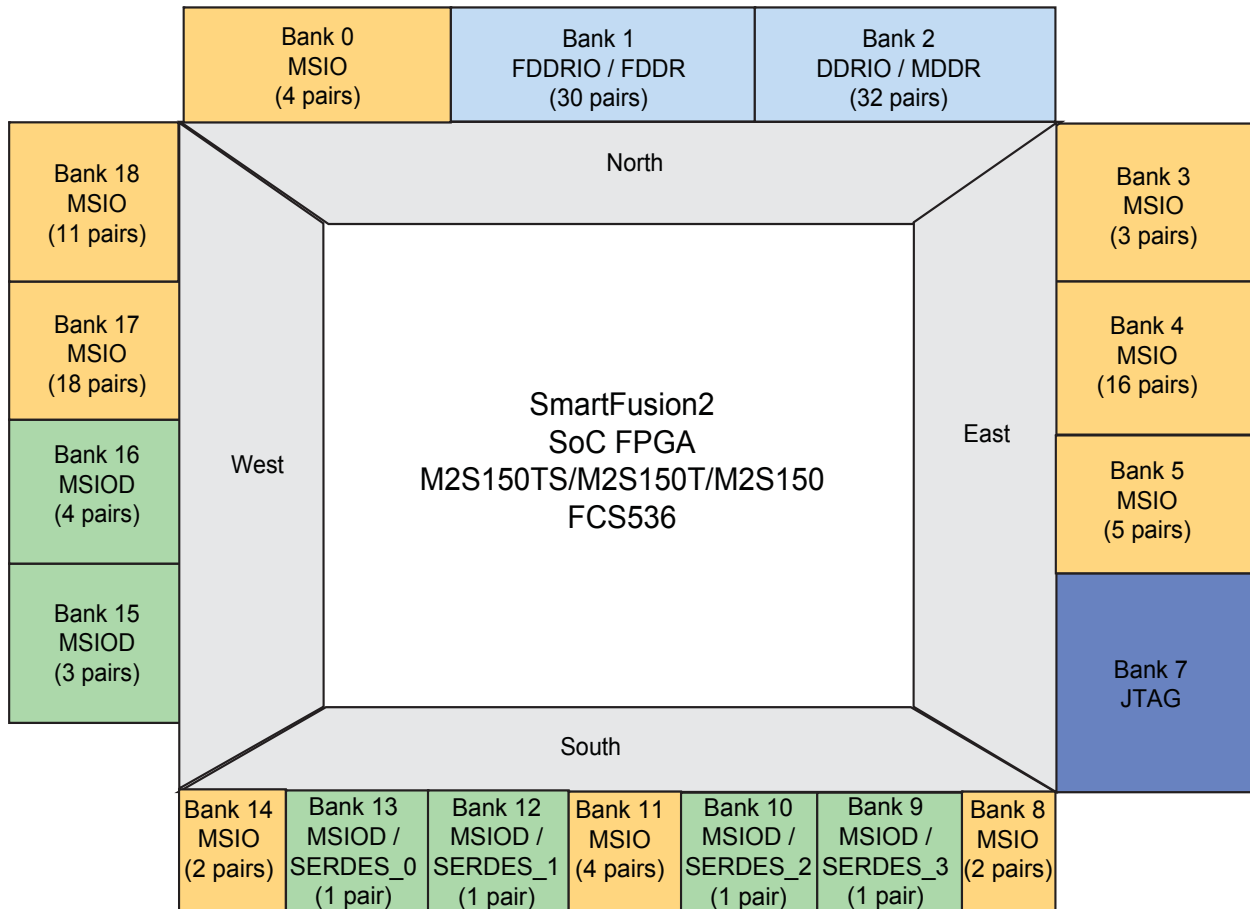 Bank 0
MSIO
(4 pairs)
Bank 1
FDDRIO / FDDR
(30 pairs)
Bank 2
DDRIO / MDDR
(32 pairs)
North
Bank 18
MSIO
(11 pairs)
Bank 17
MSIO
(18 pairs)
Bank 16
MSIOD
(4 pairs)
Bank 15
MSIOD
(3 pairs)
West
SmartFusion2
SoC FPGA
M2S150TS/M2S150T/M2S150
FCS536
East
Bank 3
MSIO
(3 pairs)
Bank 4
MSIO
(16 pairs)
Bank 5
MSIO
(5 pairs)
Bank 7
JTAG
South
Bank 14
MSIO
(2 pairs)
Bank 13
MSIOD /
SERDES_0
(1 pair)
Bank 12
MSIOD /
SERDES_1
(1 pair)
Bank 11
MSIO
(4 pairs)
Bank 10
MSIOD /
SERDES_2
(1 pair)
Bank 9
MSIOD /
SERDES_3
(1 pair)
Bank 8
MSIO
(2 pairs)